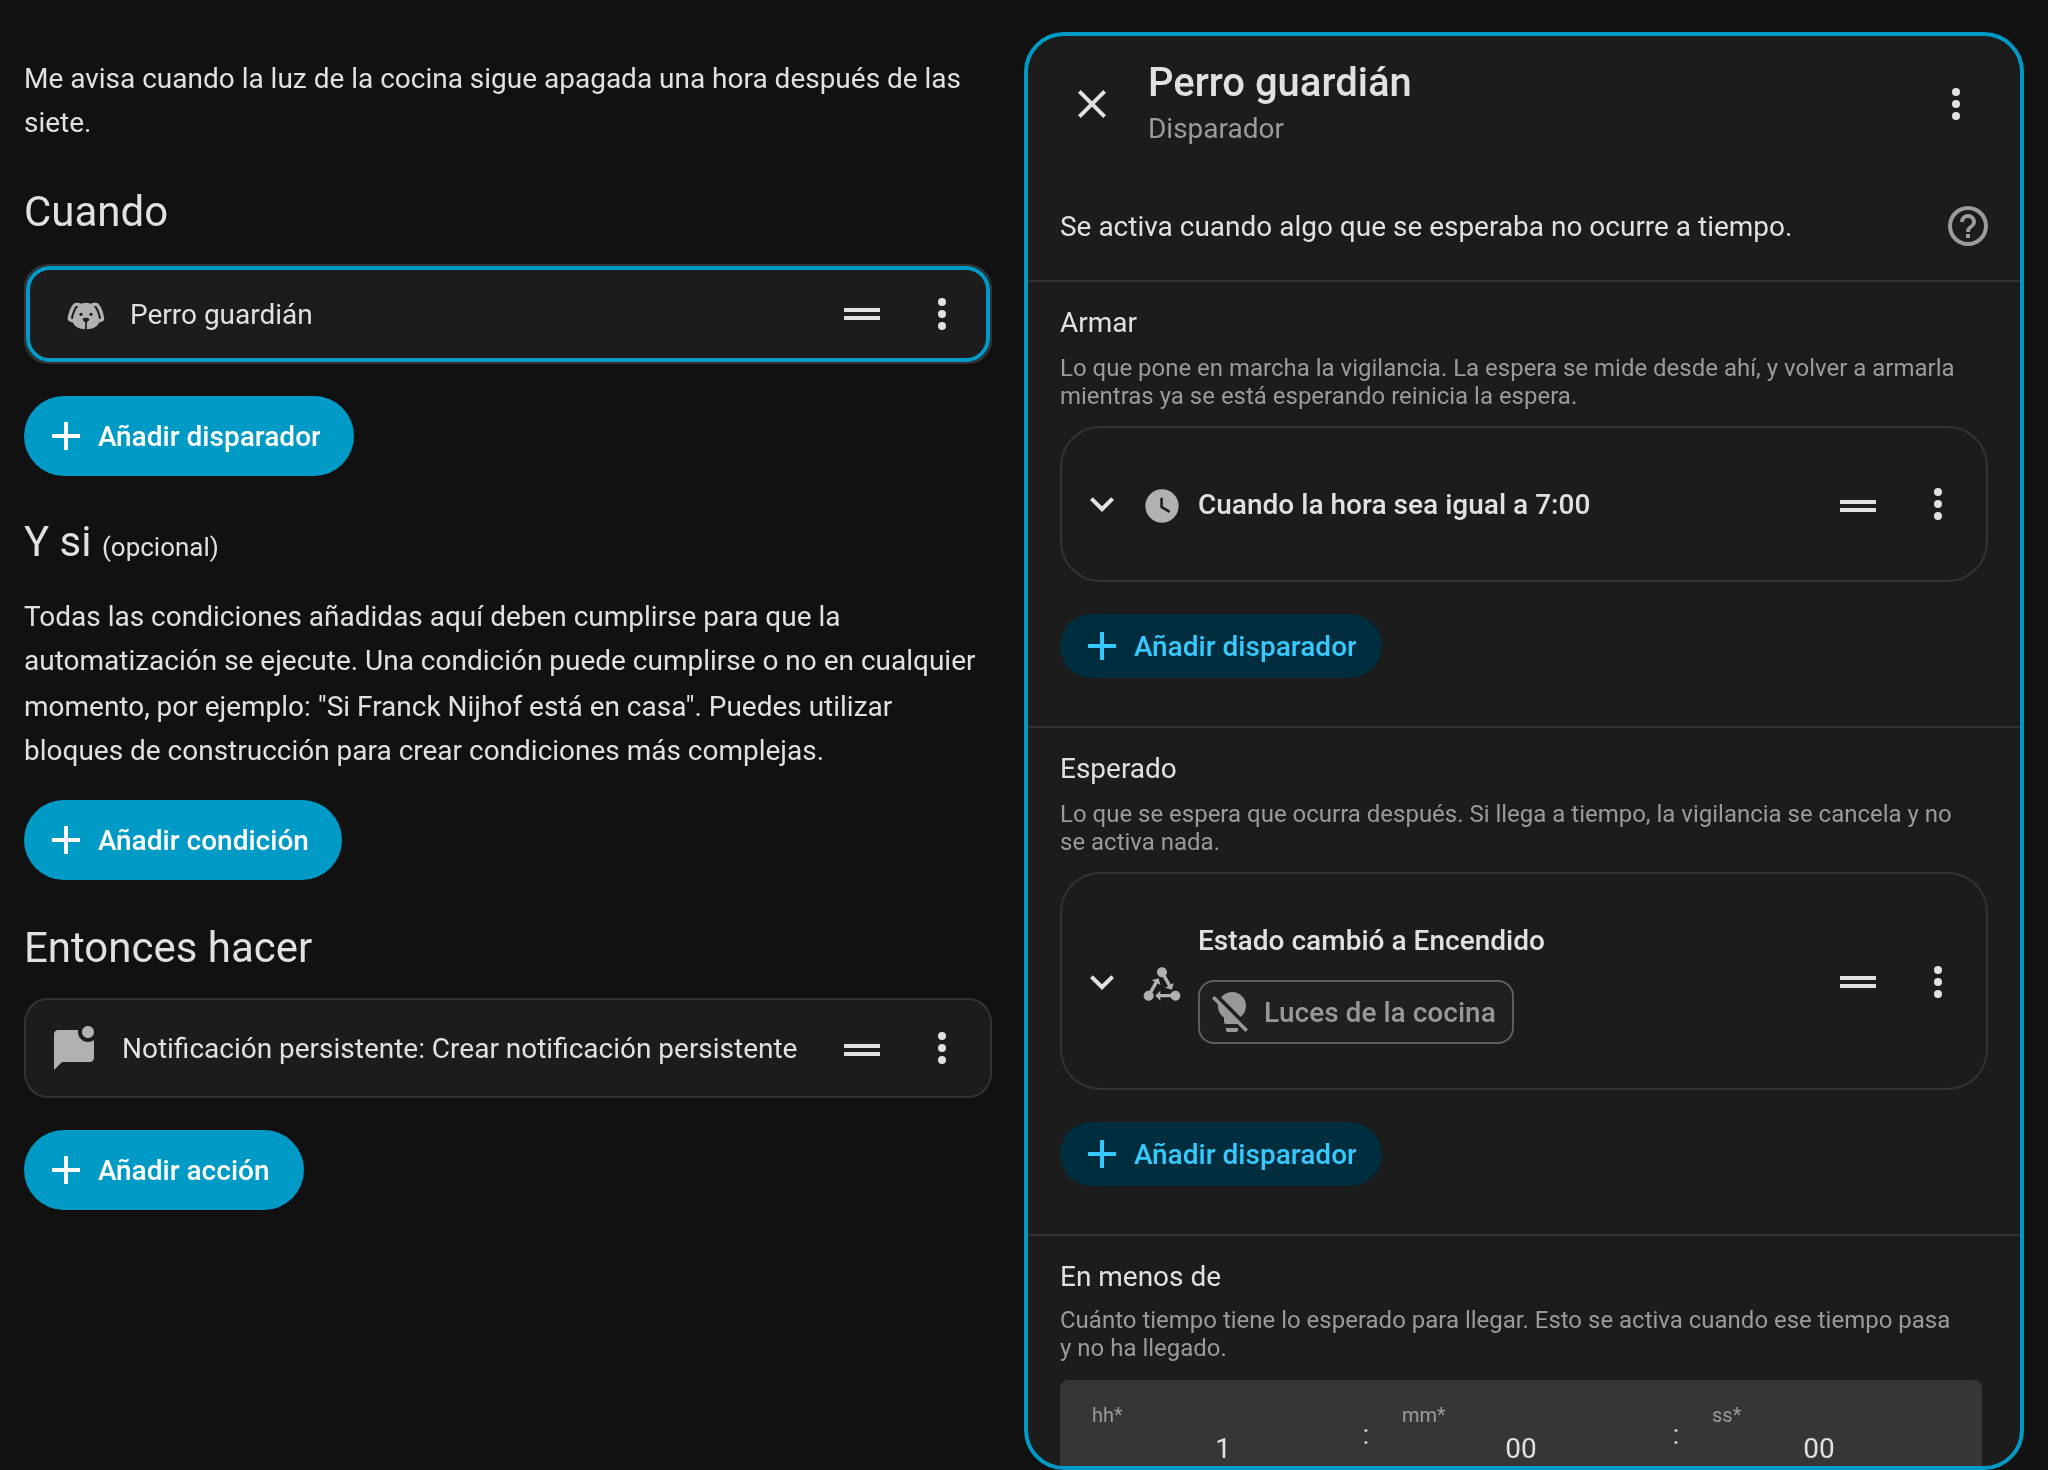 Me avisa cuando la luz de la cocina sigue apagada una hora después de las
siete.
Cuando
Perro guardián
Añadir disparador
Y si (opcional)
Todas las condiciones añadidas aquí deben cumplirse para que la
automatización se ejecute. Una condición puede cumplirse o no en cualquier
momento, por ejemplo: "Si Franck Nijhof está en casa". Puedes utilizar
bloques de construcción para crear condiciones más complejas.
Añadir condición
Entonces hacer
Notificación persistente: Crear notificación persistente
Añadir acción
Perro guardián
Disparador
Se activa cuando algo que se esperaba no ocurre a tiempo.
Armar
Lo que pone en marcha la vigilancia. La espera se mide desde ahí, y volver a armarla
mientras ya se está esperando reinicia la espera.
Cuando la hora sea igual a 7:00
Añadir disparador
Esperado
Lo que se espera que ocurra después. Si llega a tiempo, la vigilancia se cancela y no
se activa nada.
Estado cambió a Encendido
Luces de la cocina
Añadir disparador
En menos de
Cuánto tiempo tiene lo esperado para llegar. Esto se activa cuando ese tiempo pasa
y no ha llegado.
hh* mm* ss*
1 : 00 : 00